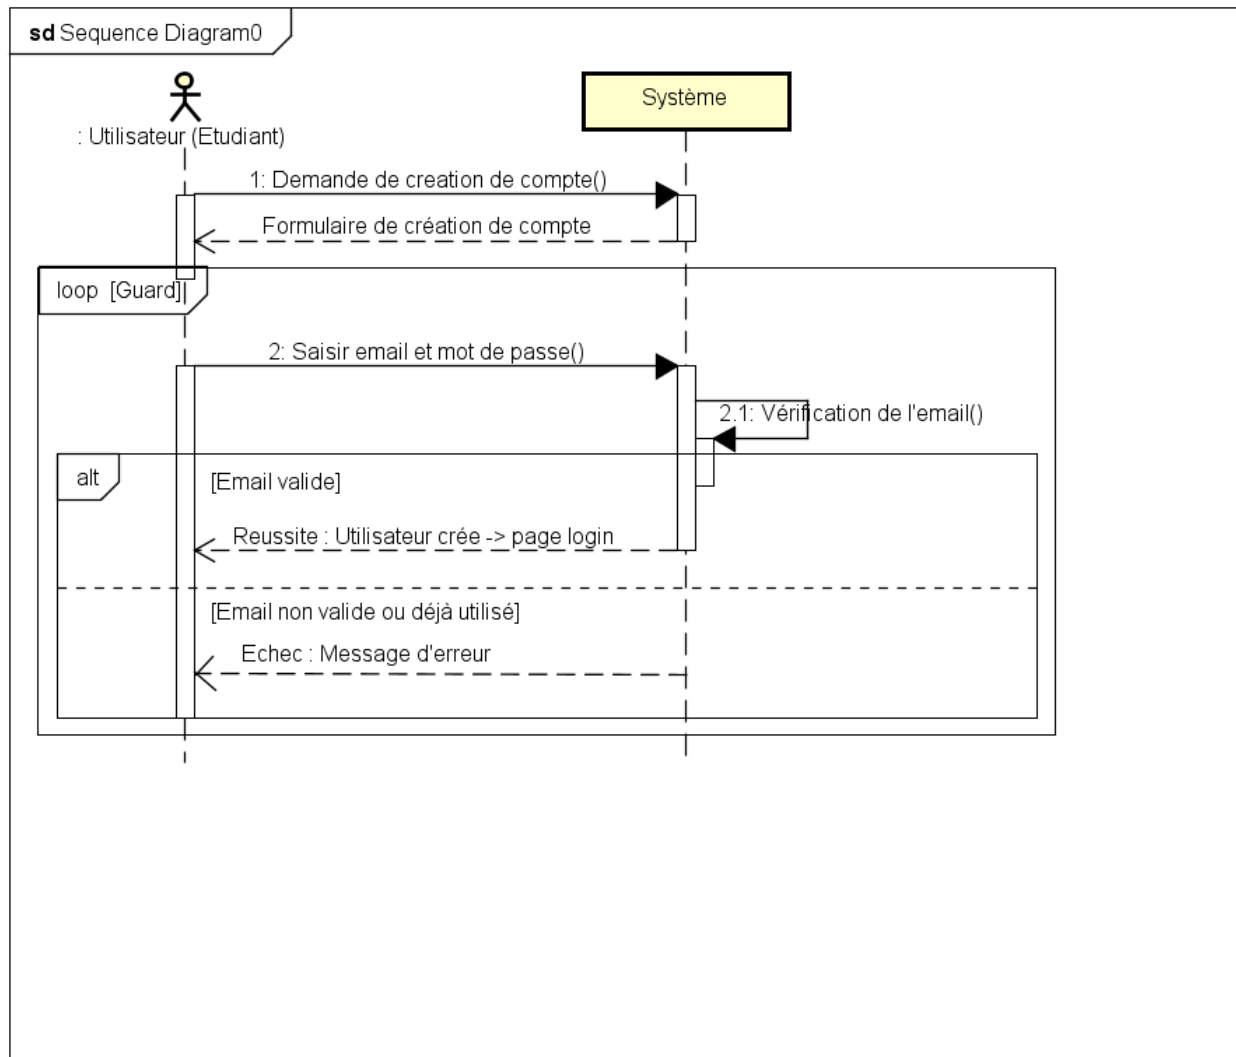 sd Sequence Diagram0
Système
: Utilisateur (Etudiant)
1: Demande de creation de compte()
Formulaire de création de compte
loop [Guard]
2: Saisir email et mot de passe()
2.1: Vérification de l'email()
alt
[Email valide]
Reussite : Utilisateur crée -> page login
[Email non valide ou déjà utilisé]
Echec : Message d'erreur